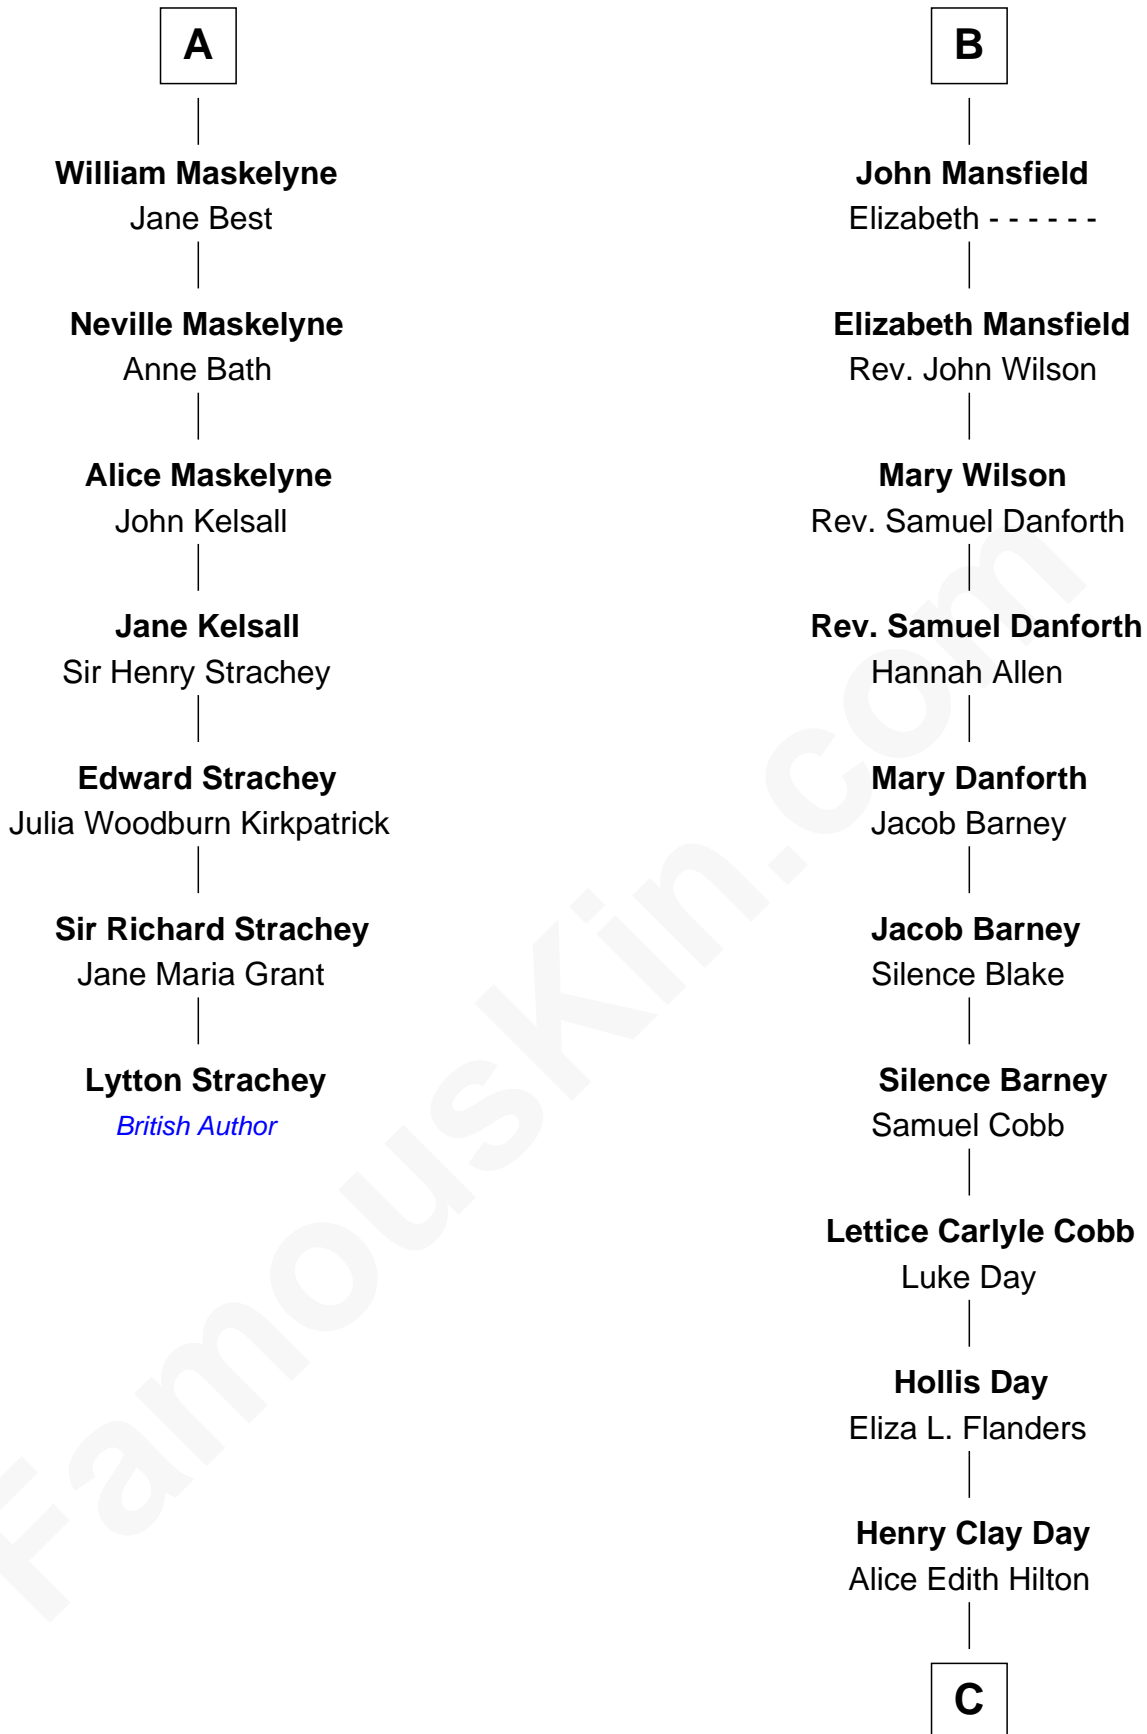 A
William Maskelyne
Jane Best
Neville Maskelyne
Anne Bath
Alice Maskelyne
John Kelsall
Jane Kelsall
Sir Henry Strachey
Edward Strachey
Julia Woodburn Kirkpatrick
Sir Richard Strachey
Jane Maria Grant
Lytton Strachey
British Author
B
John Mansfield
Elizabeth - - - - - -
Elizabeth Mansfield
Rev. John Wilson
Mary Wilson
Rev. Samuel Danforth
Rev. Samuel Danforth
Hannah Allen
Mary Danforth
Jacob Barney
Jacob Barney
Silence Blake
Silence Barney
Samuel Cobb
Lettice Carlyle Cobb
Luke Day
Hollis Day
Eliza L. Flanders
Henry Clay Day
Alice Edith Hilton
C
FamousKin.com